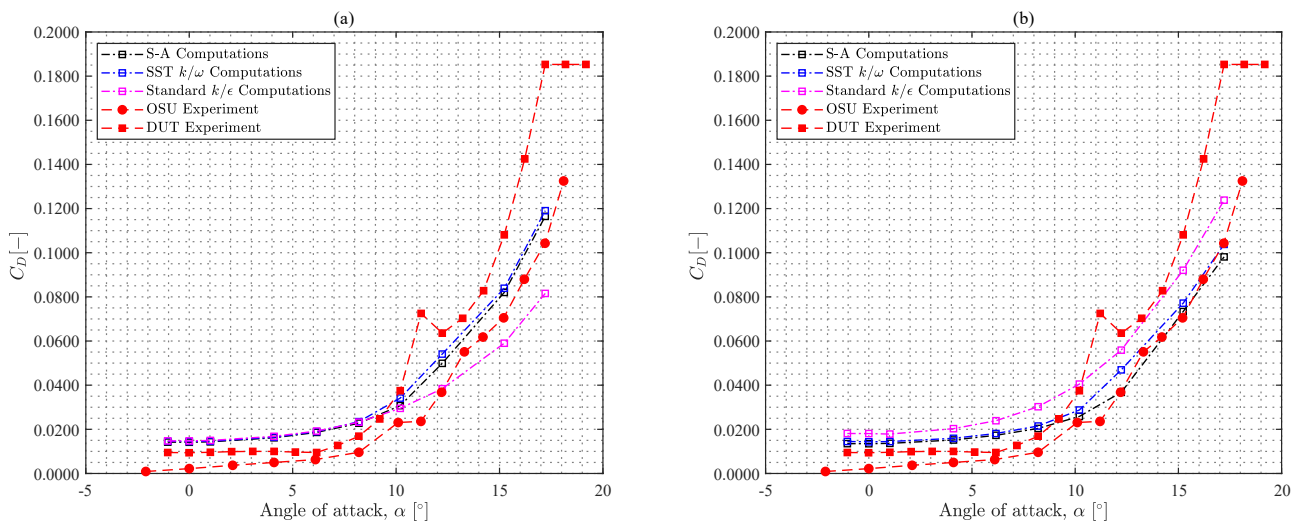 (a)
0.2000
0.1800
0.1600
0.1400
0.1200
0.1000
0.0800
0.0600
0.0400
0.0200
0.0000
C_D[−]
S-A Computations
SST k/ω Computations
Standard k/ϵ Computations
OSU Experiment
DUT Experiment
-5 0 5 10 15 20
Angle of attack, α [°]
(b)
0.2000
0.1800
0.1600
0.1400
0.1200
0.1000
0.0800
0.0600
0.0400
0.0200
0.0000
C_D[−]
S-A Computations
SST k/ω Computations
Standard k/ϵ Computations
OSU Experiment
DUT Experiment
-5 0 5 10 15 20
Angle of attack, α [°]